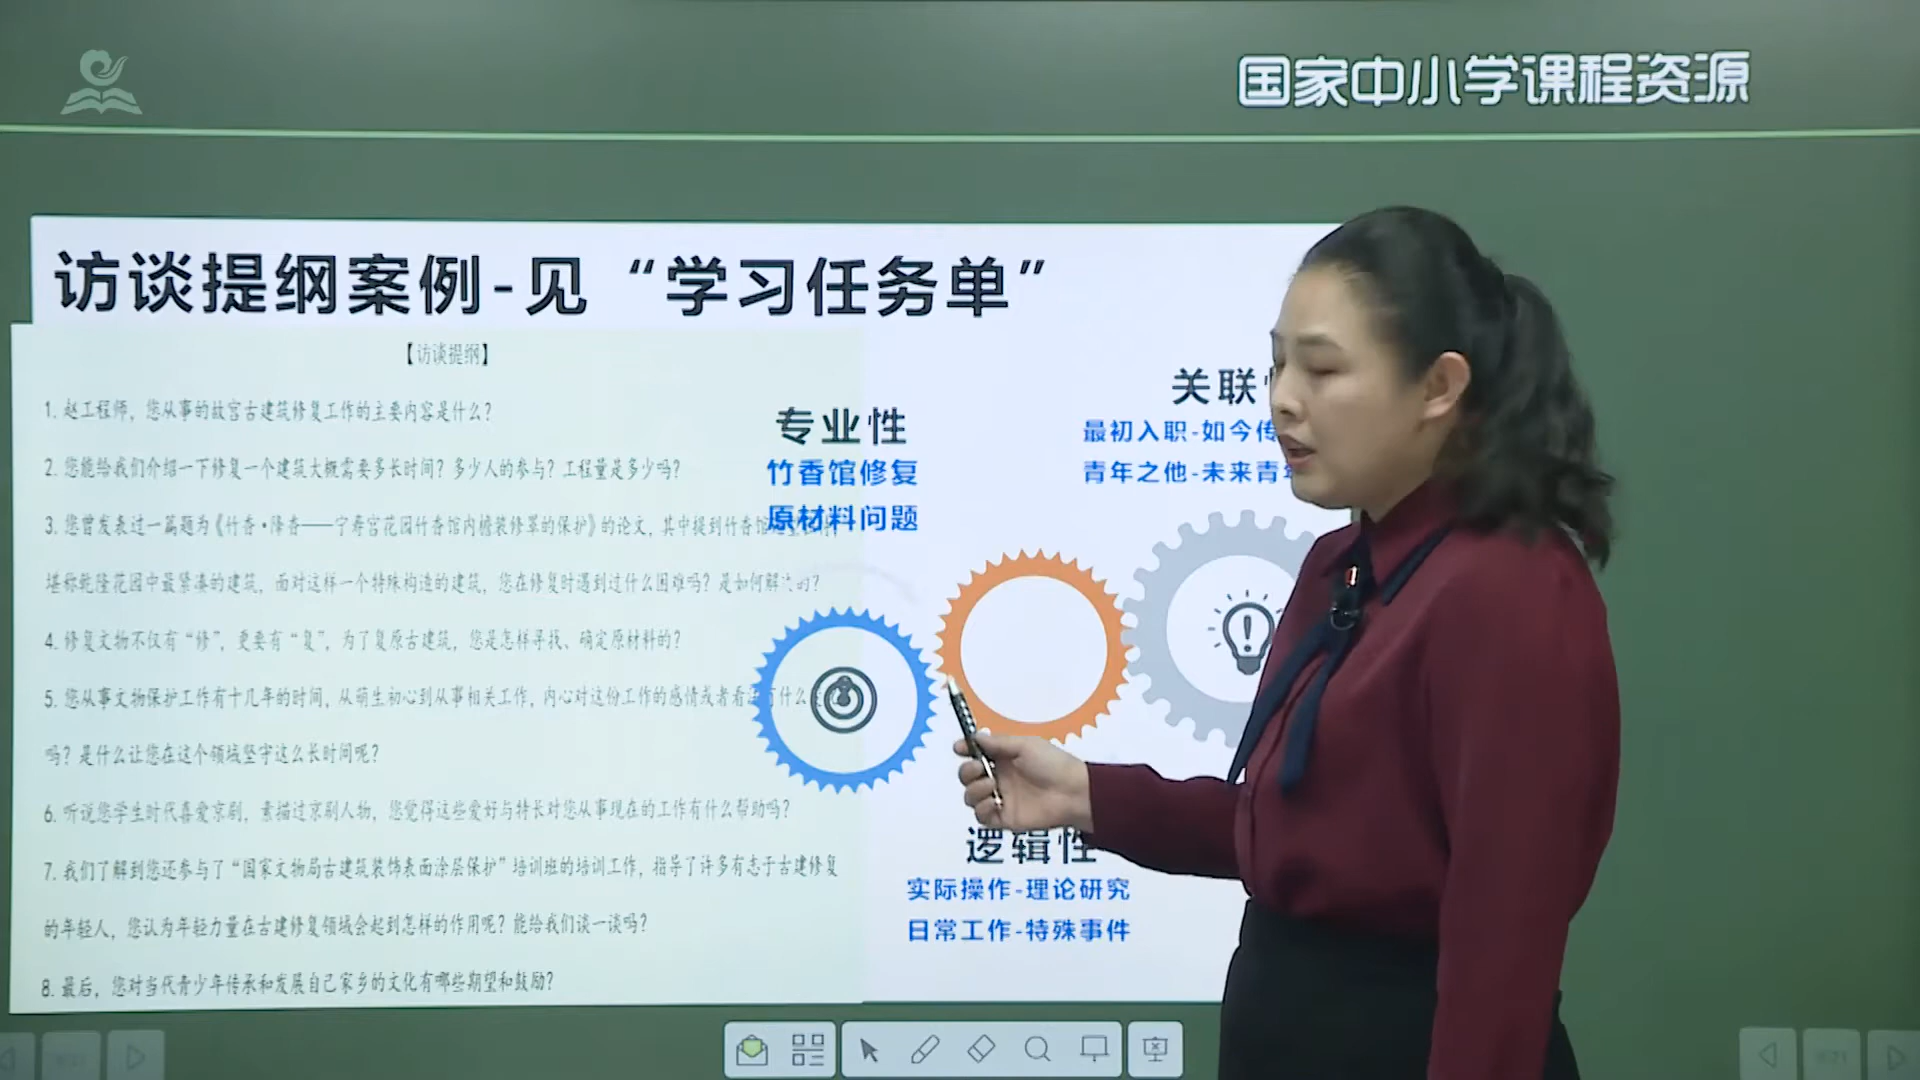 国家中小学课程资源
访谈提纲案例-见“学习任务单”
【访谈提纲】
1. 赵工程师，您从事的故宫古建筑修复工作的主要内容是什么？
2. 您能给我们介绍一下修复一个建筑大概需要多长时间？多少人的参与？工程量是多少吗？
3. 您曾发表过一篇题为《竹香·降香——宁寿宫花园竹香馆内檐装修罩的保护》的论文，其中提到竹香馆
堪称乾隆花园中最紧凑的建筑，面对这样一个特殊构造的建筑，您在修复时遇到过什么困难吗？是如何解决的？
4. 修复文物不仅有“修”，更要有“复”，为了复原古建筑，您是怎样寻找、确定原材料的？
5. 您从事文物保护工作有十几年的时间，从萌生初心到从事相关工作，内心对这份工作的感情或者看法有什么
吗？是什么让您在这个领域坚守这么长时间呢？
6. 听说您学生时代喜爱京剧，素描过京剧人物，您觉得这些爱好与特长对您从事现在的工作有什么帮助吗？
7. 我们了解到您还参与了“国家文物局古建筑装饰表面涂层保护”培训班的培训工作，指导了许多有志于古建修复
的年轻人，您认为年轻力量在古建修复领域会起到怎样的作用呢？能给我们谈一谈吗？
8. 最后，您对当代青少年传承和发展自己家乡的文化有哪些期望和鼓励？
专业性
竹香馆修复
原材料问题
关联
最初入职-如今传
青年之他-未来青
逻辑性
实际操作-理论研究
日常工作-特殊事件